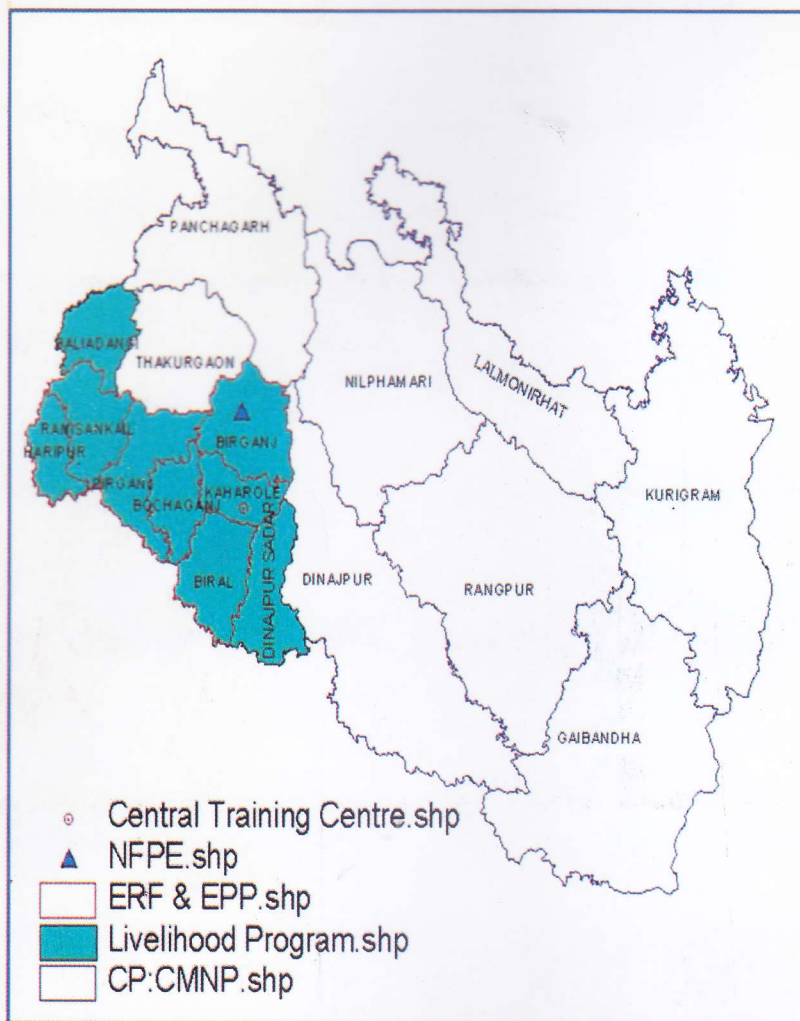 PANCHAGARH
BALIADANGI
THAKURGAON
NILPHAMARI
LALMONIRHAT
RANISANKAIL
HARIPUR
BIRGANJ
PIRGANJ
BOCHAGANJ
KAHAROLE
KURIGRAM
BIRAL
DINAJPUR SADAR
DINAJPUR
RANGPUR
GAIBANDHA
Central Training Centre.shp
NFPE.shp
ERF & EPP.shp
Livelihood Program.shp
CP:CMNP.shp